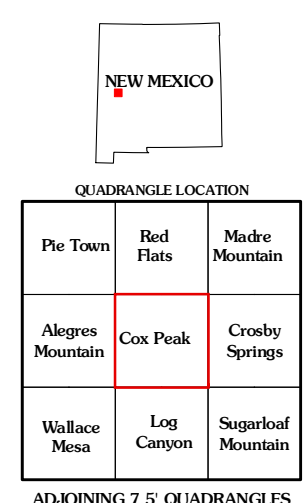 NEW MEXICO
QUADRANGLE LOCATION
Pie Town
Red
Flats
Madre
Mountain
Alegres
Mountain
Cox Peak
Crosby
Springs
Wallace
Mesa
Log
Canyon
Sugarloaf
Mountain
ADJOINING 7.5' QUADRANGLES